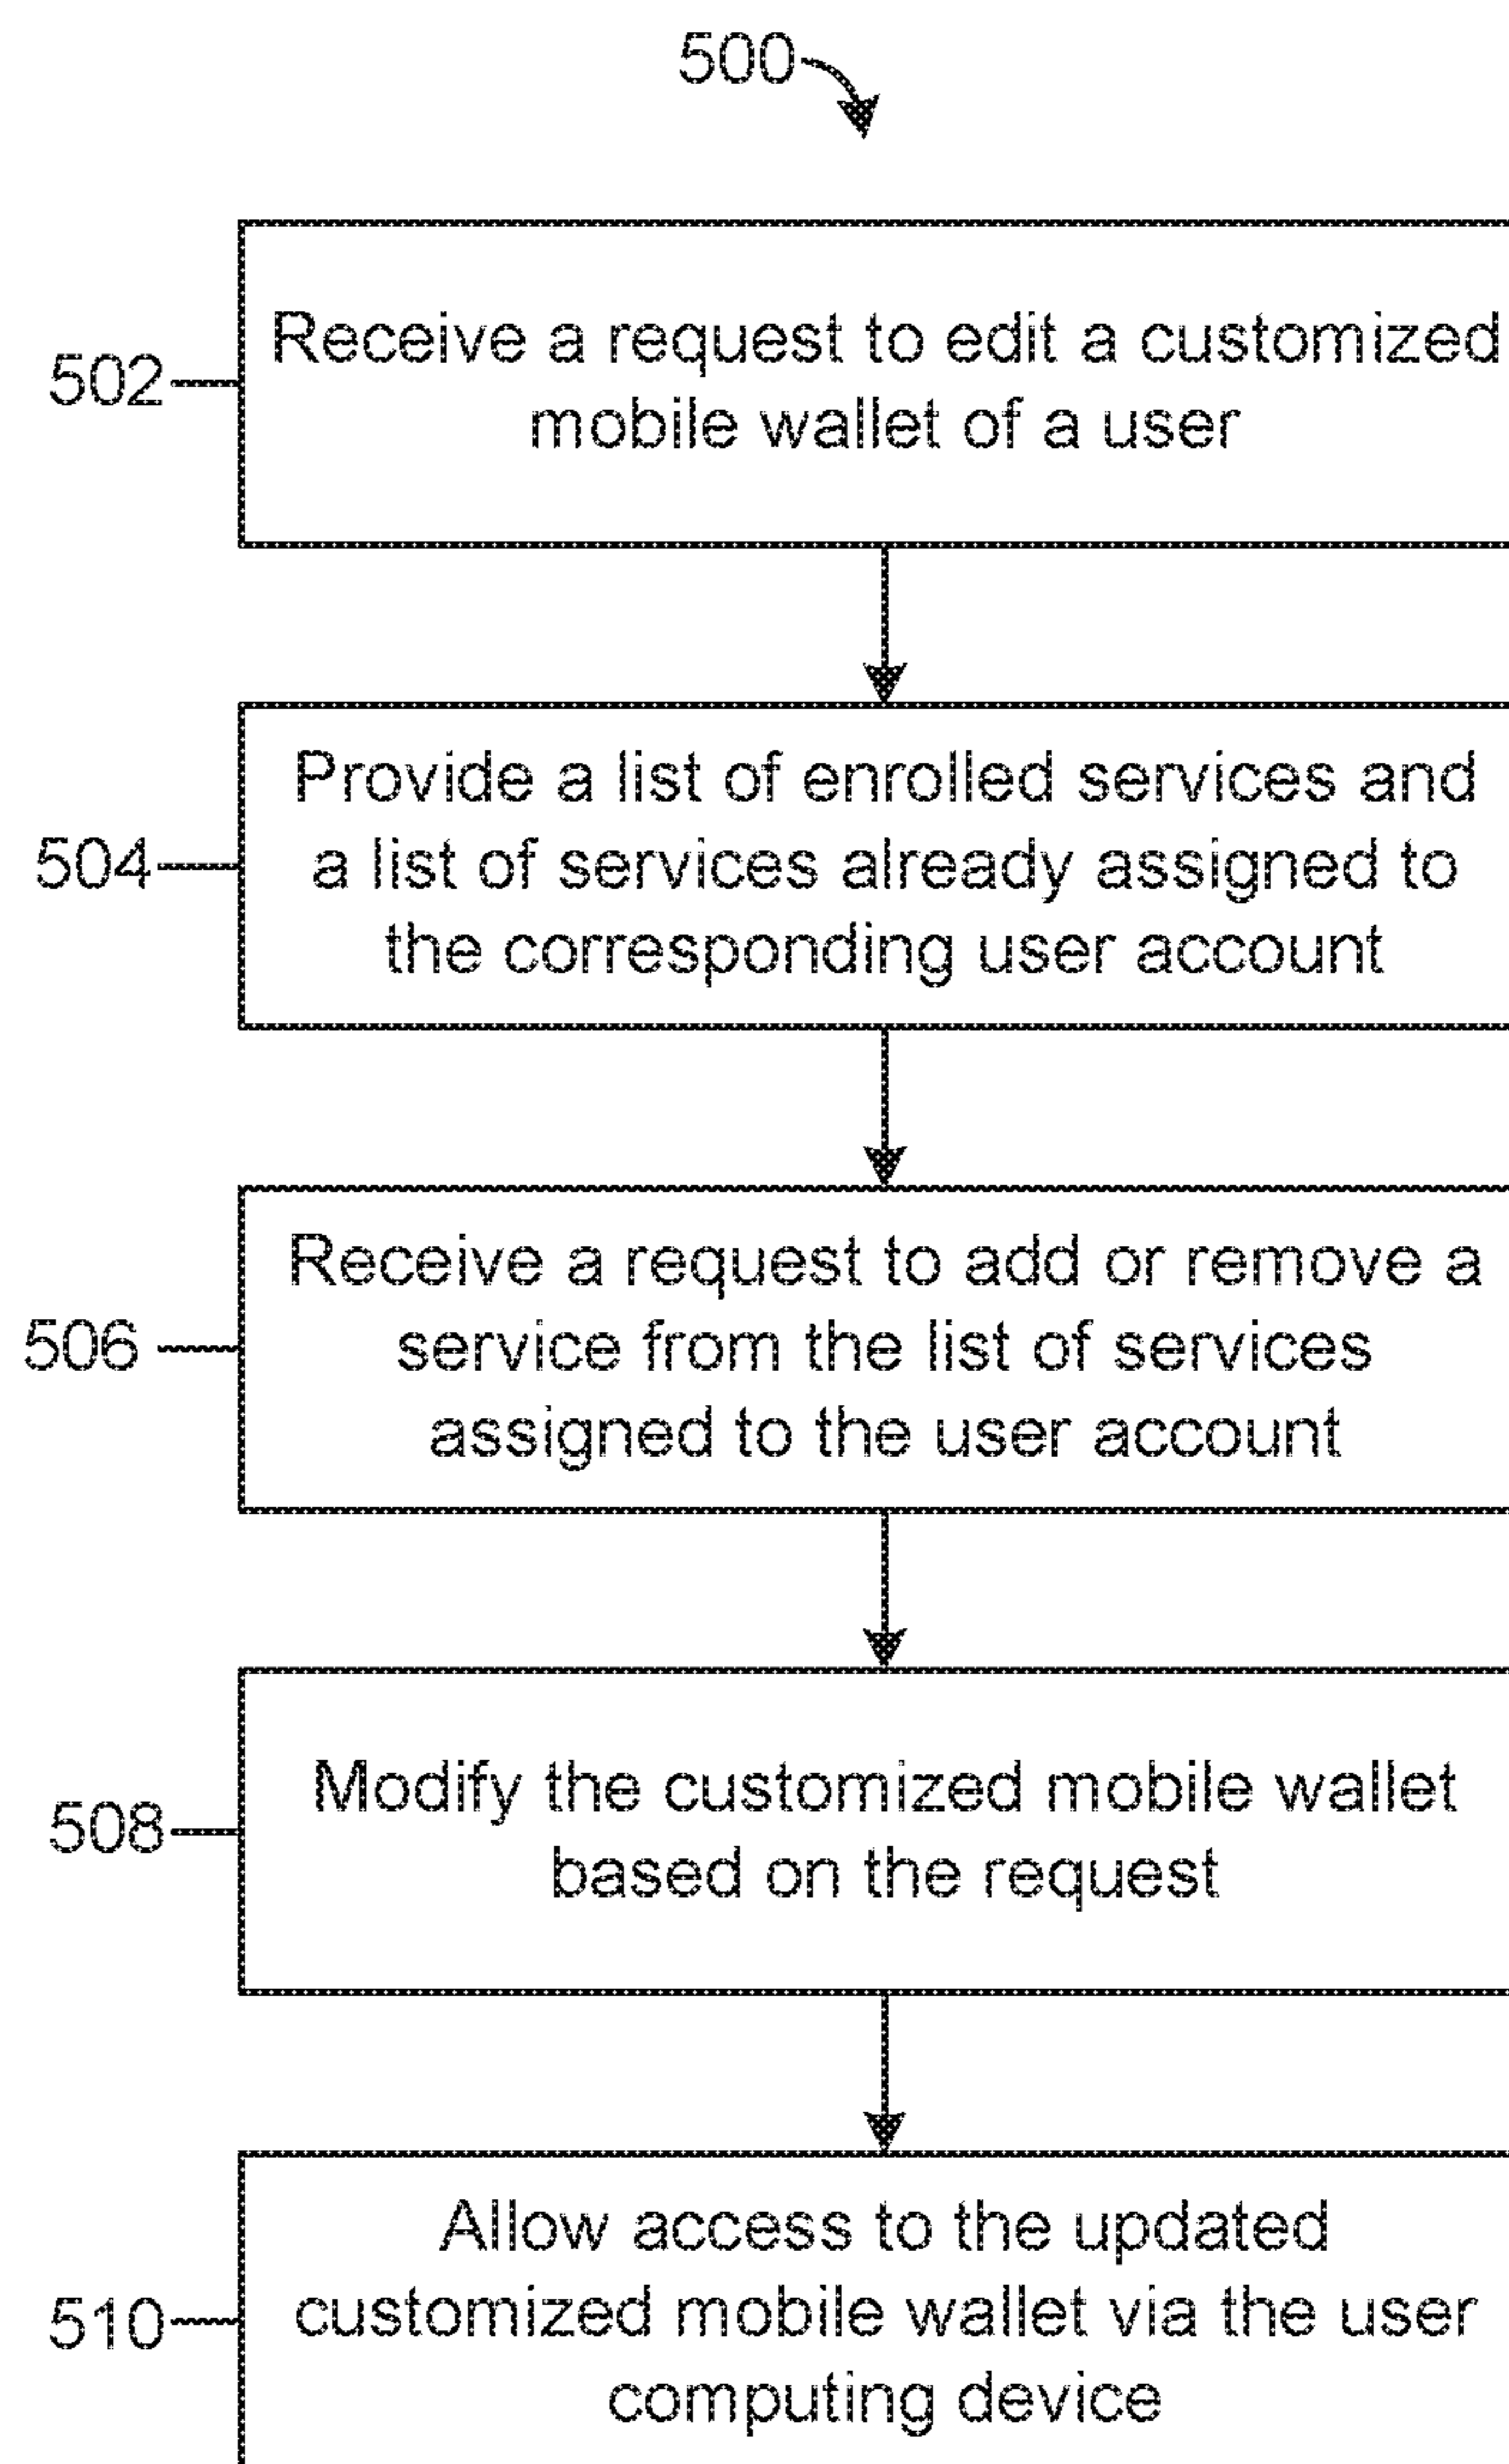 500
502
Receive a request to edit a customized
mobile wallet of a user
504
Provide a list of enrolled services and
a list of services already assigned to
the corresponding user account
506
Receive a request to add or remove a
service from the list of services
assigned to the user account
508
Modify the customized mobile wallet
based on the request
510
Allow access to the updated
customized mobile wallet via the user
computing device